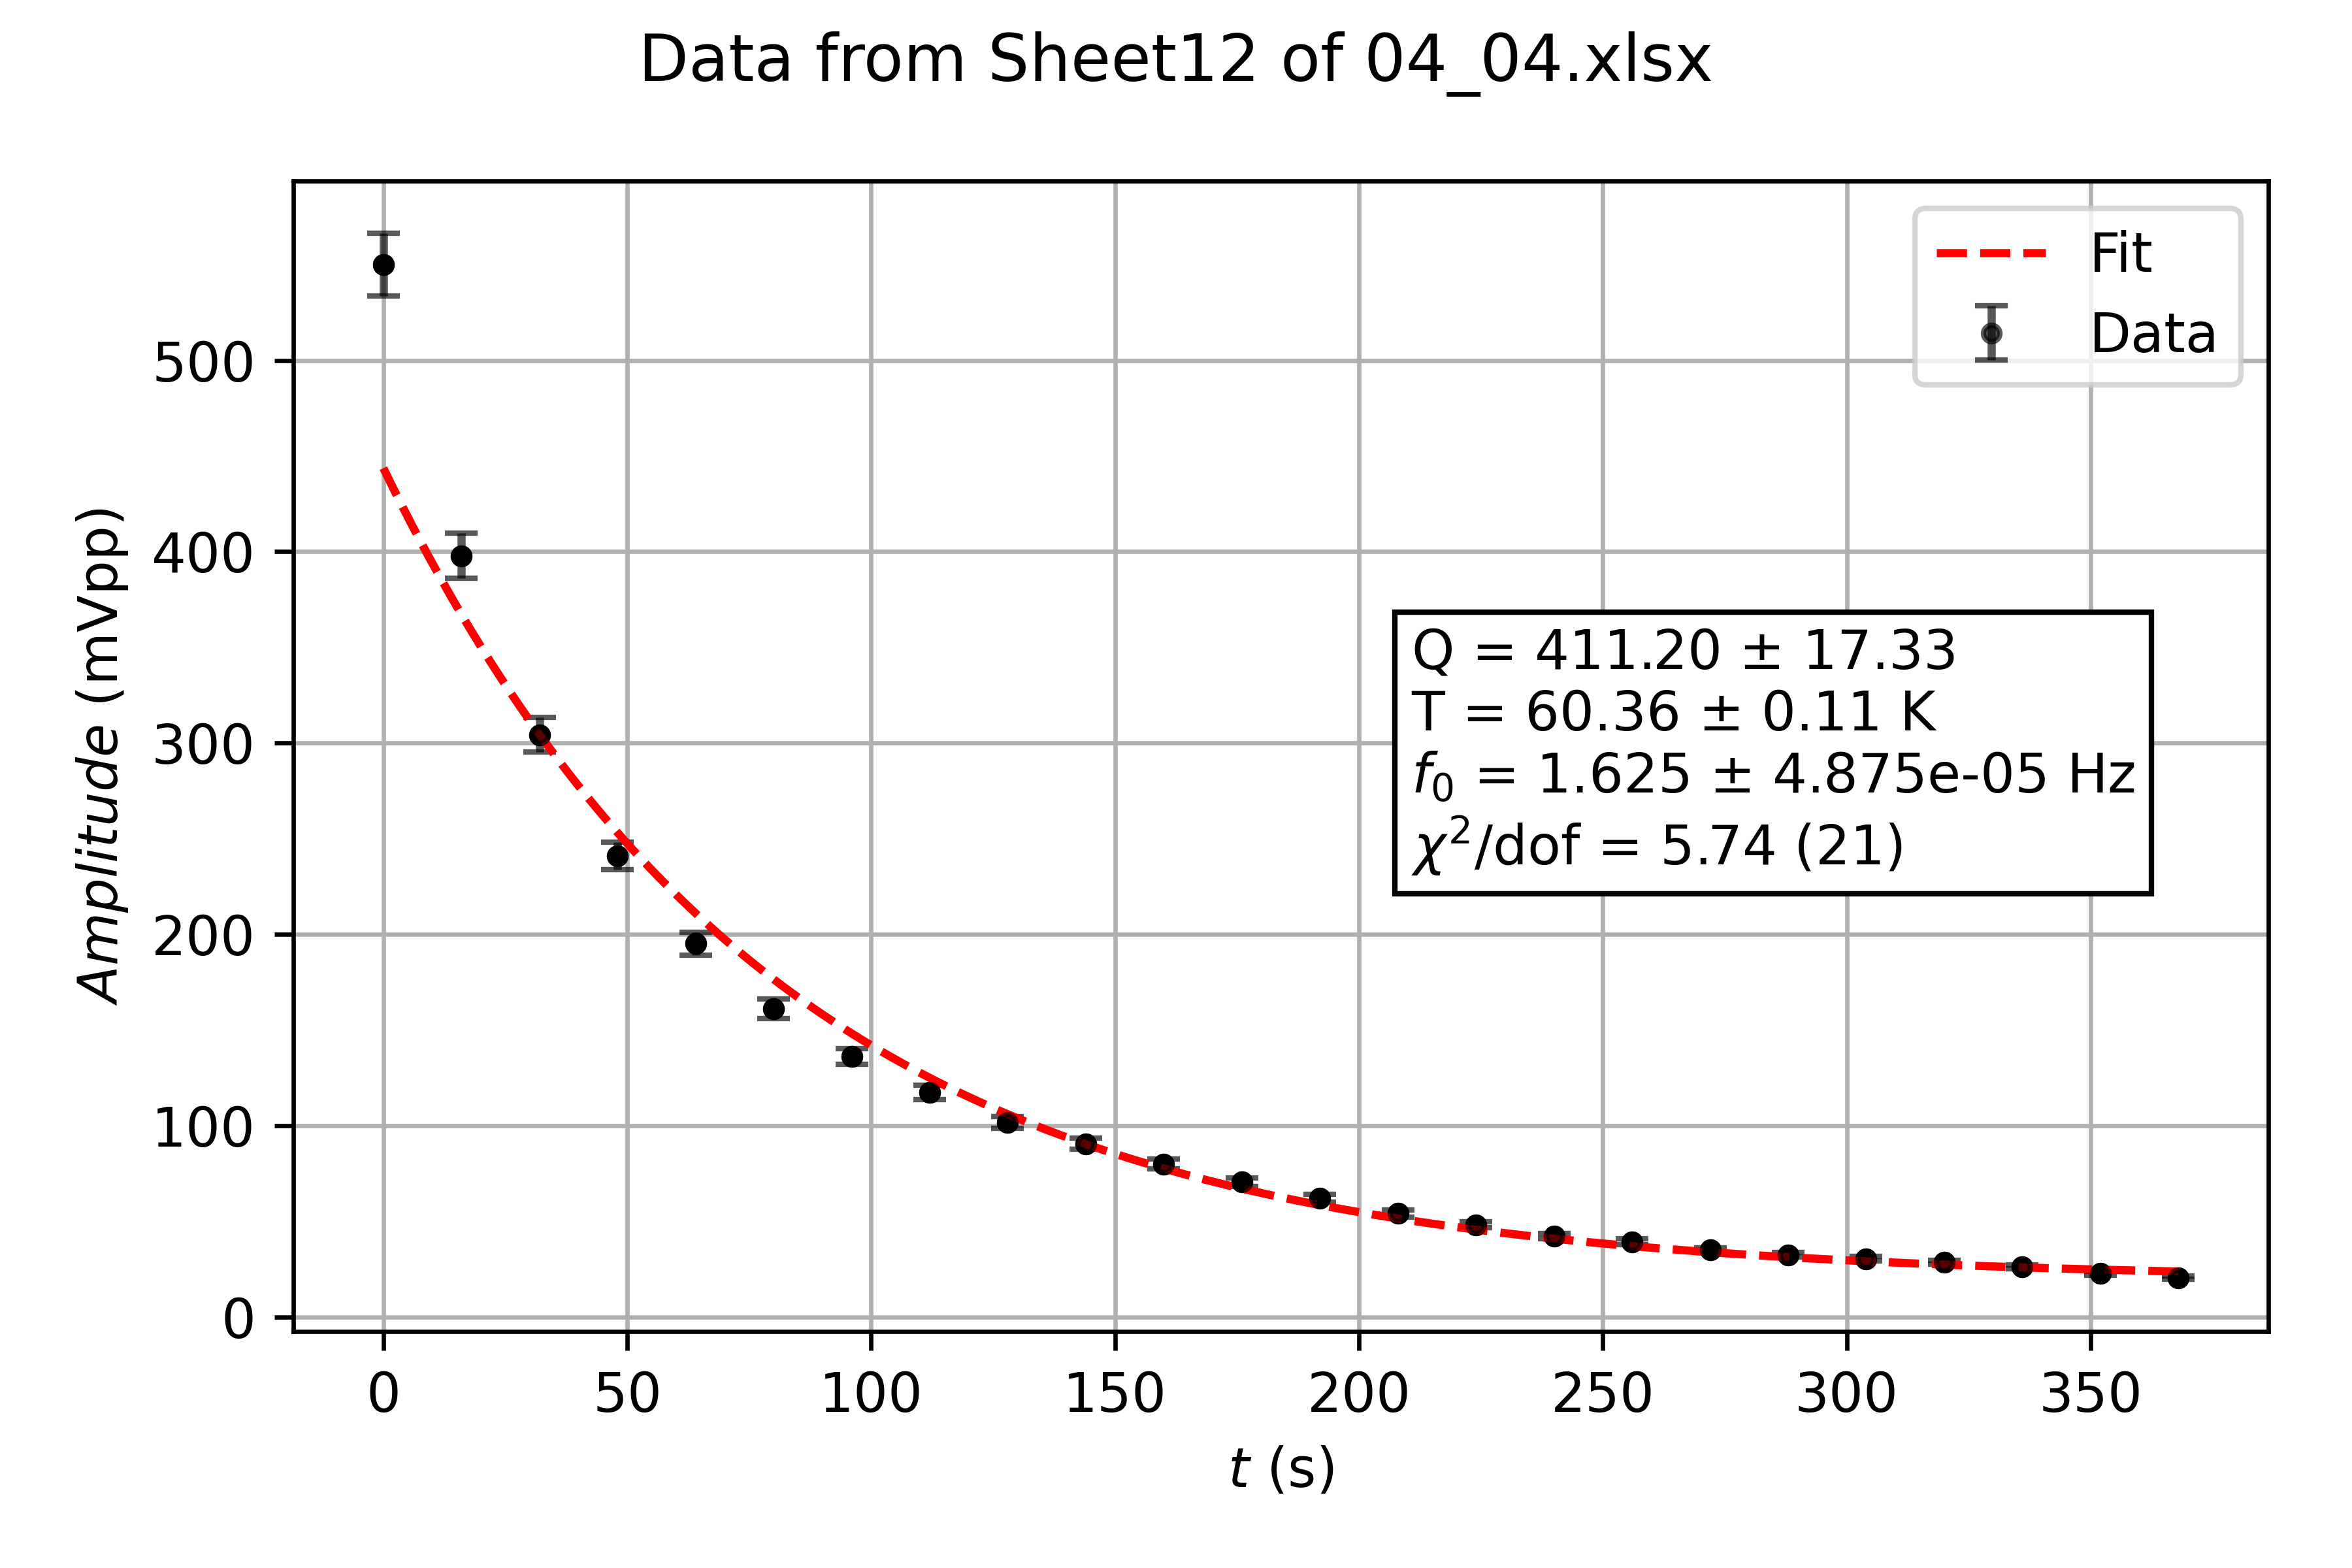 Data from Sheet12 of 04_04.xlsx
Fit
Data
Q = 411.20 ± 17.33
T = 60.36 ± 0.11 K
f₀ = 1.625 ± 4.875e-05 Hz
χ²/dof = 5.74 (21)
Amplitude (mVpp)
500
400
300
200
100
0
0 50 100 150 200 250 300 350
t (s)